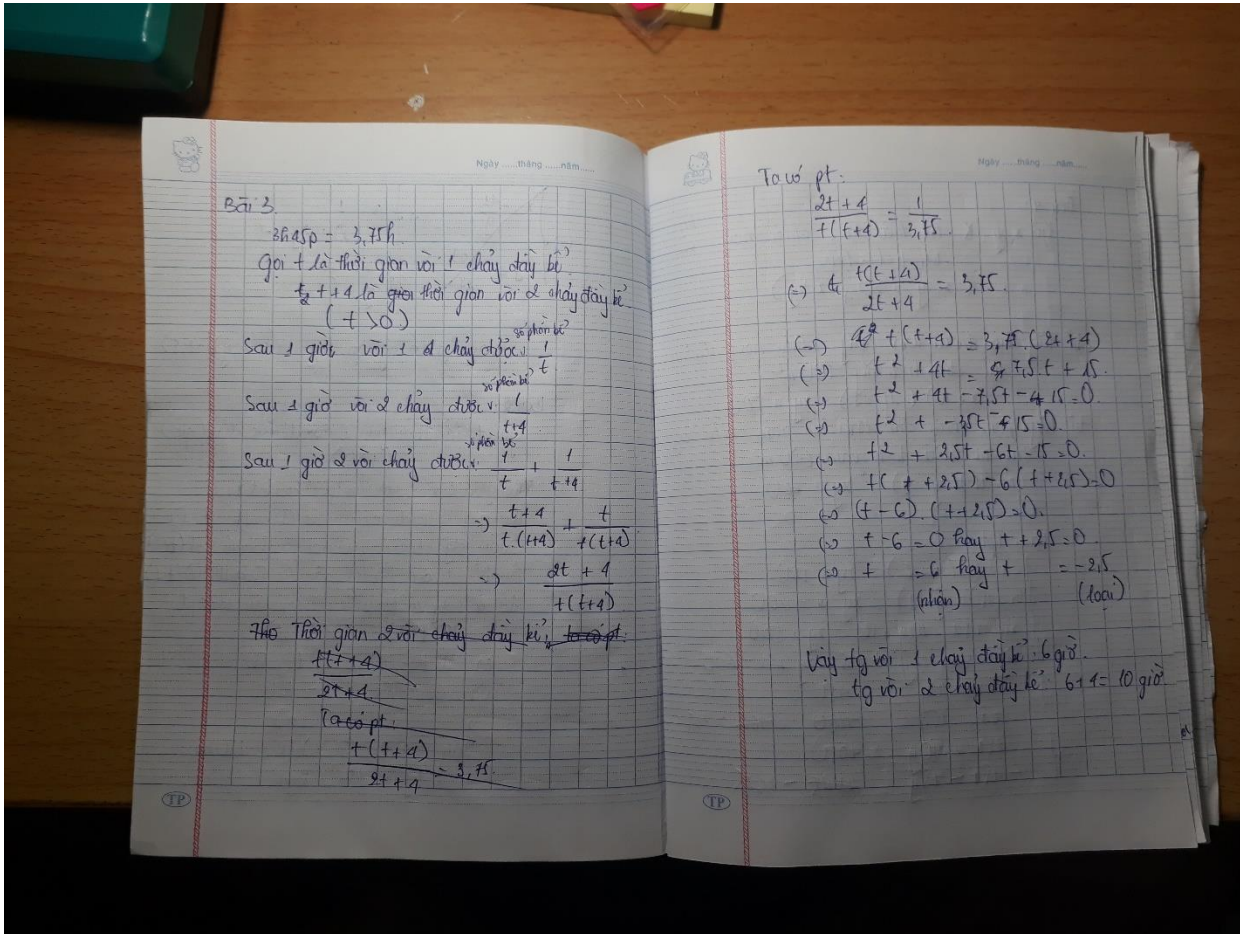 Ngày ......tháng ......năm ......
Bài 3.
3h45p = 3,75h.
Gọi t là thời gian vòi 1 chảy đầy bể
t + 4 là thời gian vòi 2 chảy đầy bể
(t > 0)
số phần bể
Sau 1 giờ vòi 1 chảy được: 1/t
số phần bể
Sau 1 giờ vòi 2 chảy được: 1/(t+4)
số phần bể
Sau 1 giờ 2 vòi chảy được: 1/t + 1/(t+4)
=> (t+4)/(t.(t+4)) + t/(t(t+4))
=> (2t + 4)/(t(t+4))
Thời gian 2 vòi chảy đầy bể, ta có pt:
t(t+4)/(2t+4)
Ta có pt:
t(t+4)/(2t+4) = 3,75
TP
Ngày ......tháng ......năm ......
Ta có pt:
(2t + 4)/(t(t+4)) = 1/3,75
(=) t(t+4)/(2t+4) = 3,75.
(=) t(t+4) = 3,75.(2t+4)
(=) t2 + 4t = 7,5t + 15.
(=) t2 + 4t - 7,5t - 15 = 0.
(=) t2 + - 3,5t - 15 = 0.
(=) t2 + 2,5t - 6t - 15 = 0.
(=) t(t + 2,5) - 6(t + 2,5) = 0
(=) (t - 6).(t + 2,5) = 0.
(=) t - 6 = 0 hay t + 2,5 = 0
(=) t = 6 hay t = -2,5
(nhận) (loại)
Vậy tg vòi 1 chảy đầy bể: 6 giờ.
tg vòi 2 chảy đầy bể 6+4 = 10 giờ
TP